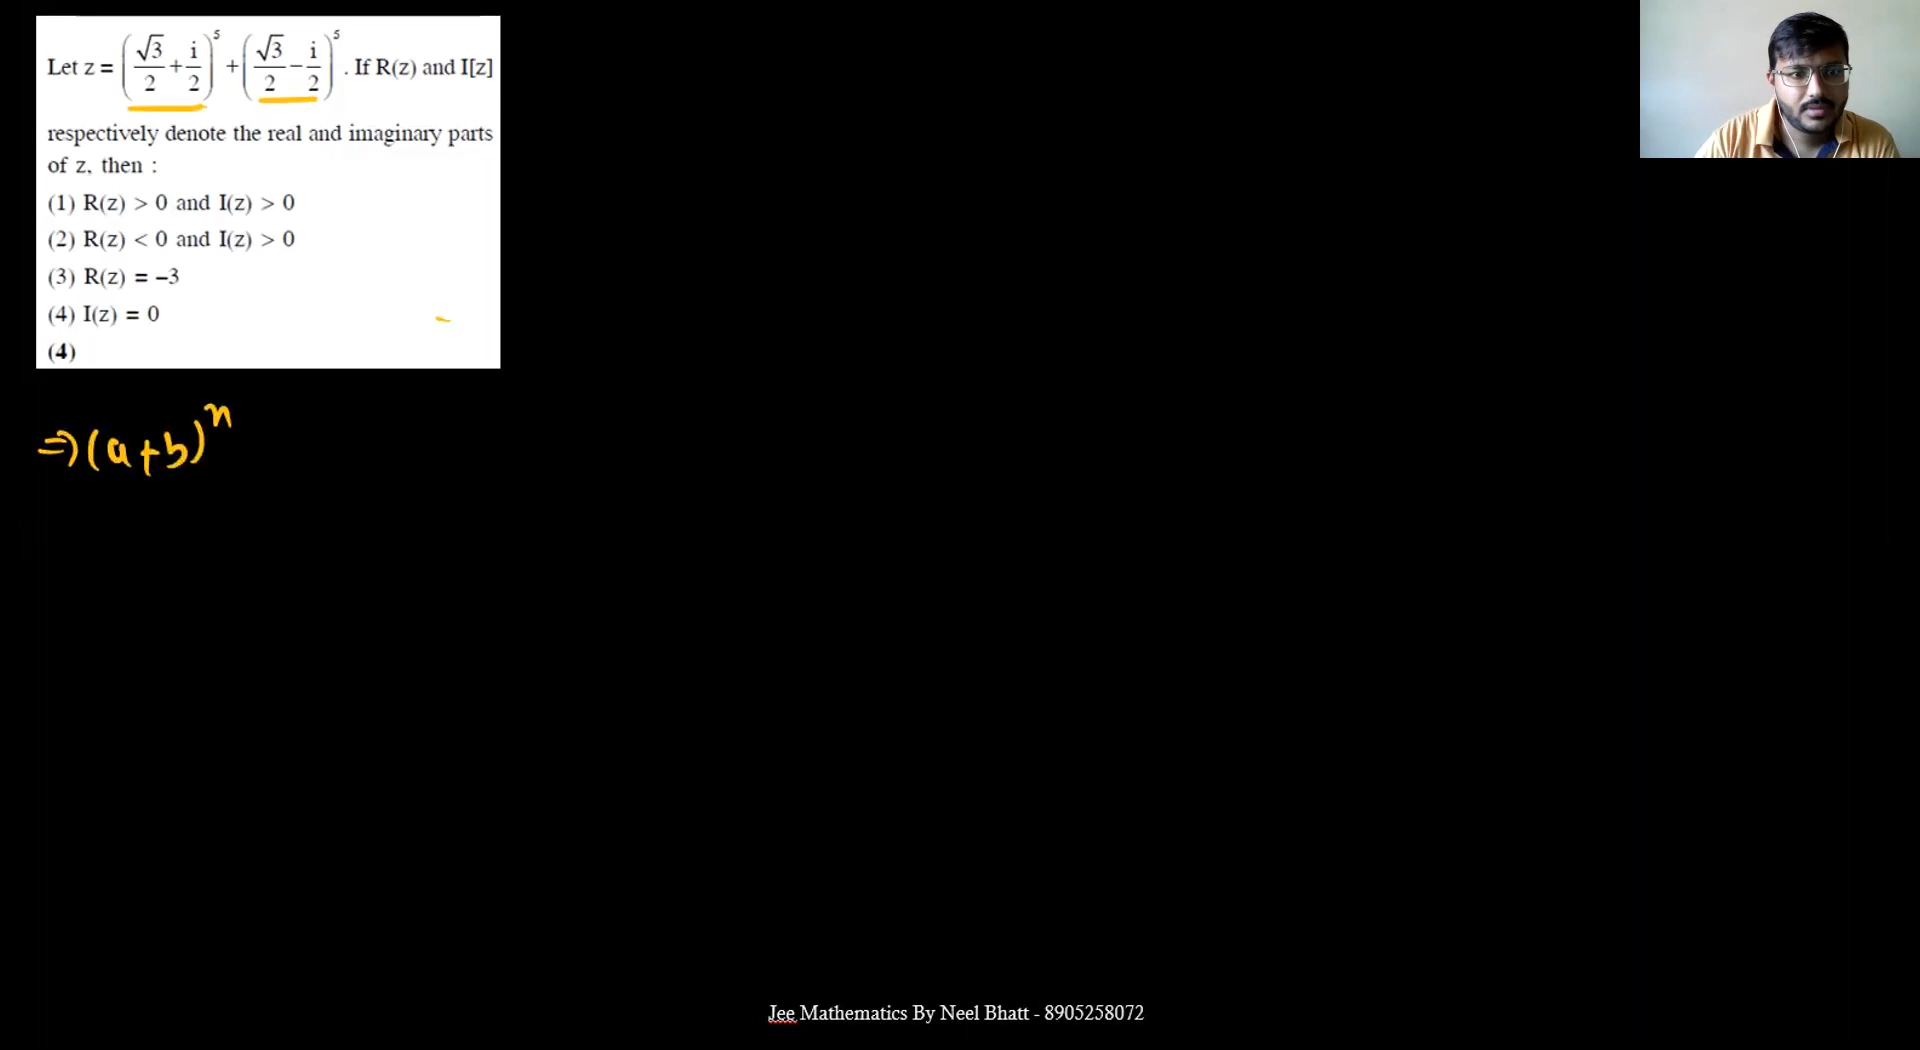 Let z = (√3/2 + i/2)^5 + (√3/2 − i/2)^5 . If R(z) and I[z]
respectively denote the real and imaginary parts
of z, then :
(1) R(z) > 0 and I(z) > 0
(2) R(z) < 0 and I(z) > 0
(3) R(z) = −3
(4) I(z) = 0
(4)
⇒ (a+b)^n
Jee Mathematics By Neel Bhatt - 8905258072